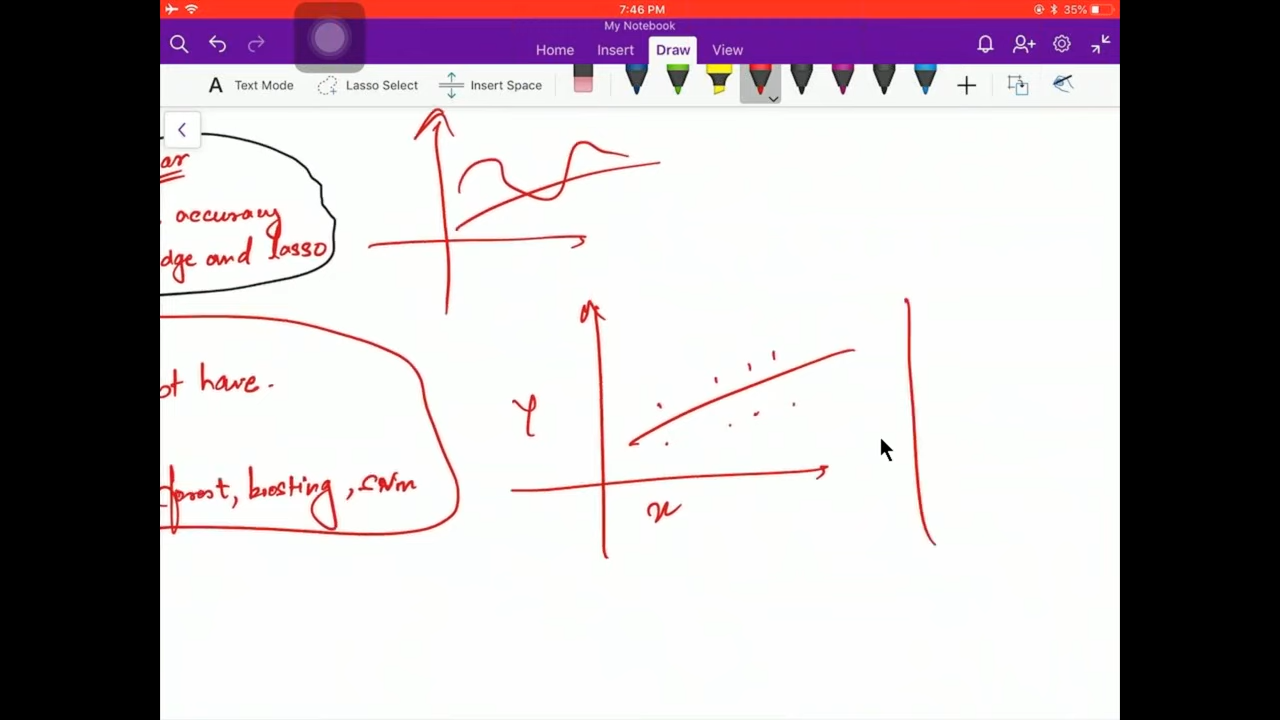 7:46 PM
35%
My Notebook
Home Insert Draw View
A Text Mode Lasso Select Insert Space
ar
accuracy
dge and lasso
ot have.
forest, boosting,
Y
x